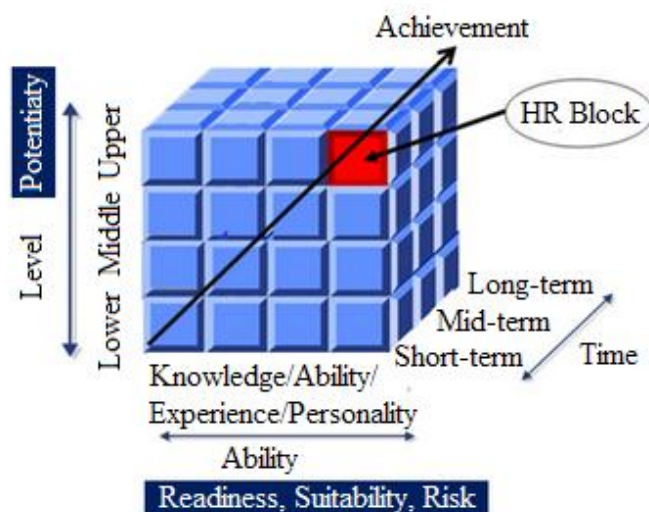 Achievement
HR Block
Potentiaty
Level
Lower Middle Upper
Long-term
Mid-term
Short-term
Time
Knowledge/Ability/
Experience/Personality
Ability
Readiness, Suitability, Risk